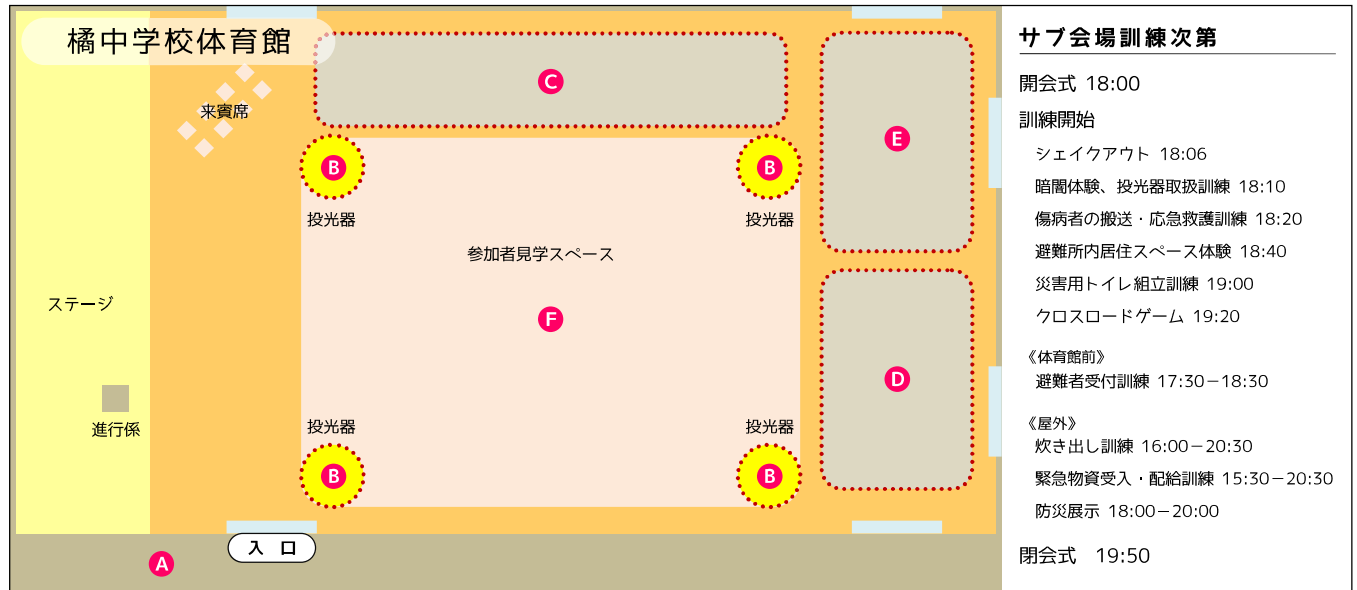 橘中学校体育館
来賓席
C
E
B
B
投光器
投光器
参加者見学スペース
ステージ
F
D
進行係
投光器
投光器
B
B
入 口
A
サブ会場訓練次第
開会式 18:00
訓練開始
シェイクアウト 18:06
暗闇体験、投光器取扱訓練 18:10
傷病者の搬送・応急救護訓練 18:20
避難所内居住スペース体験 18:40
災害用トイレ組立訓練 19:00
クロスロードゲーム 19:20
《体育館前》
避難者受付訓練 17:30－18:30
《屋外》
炊き出し訓練 16:00－20:30
緊急物資受入・配給訓練 15:30－20:30
防災展示 18:00－20:00
閉会式　19:50